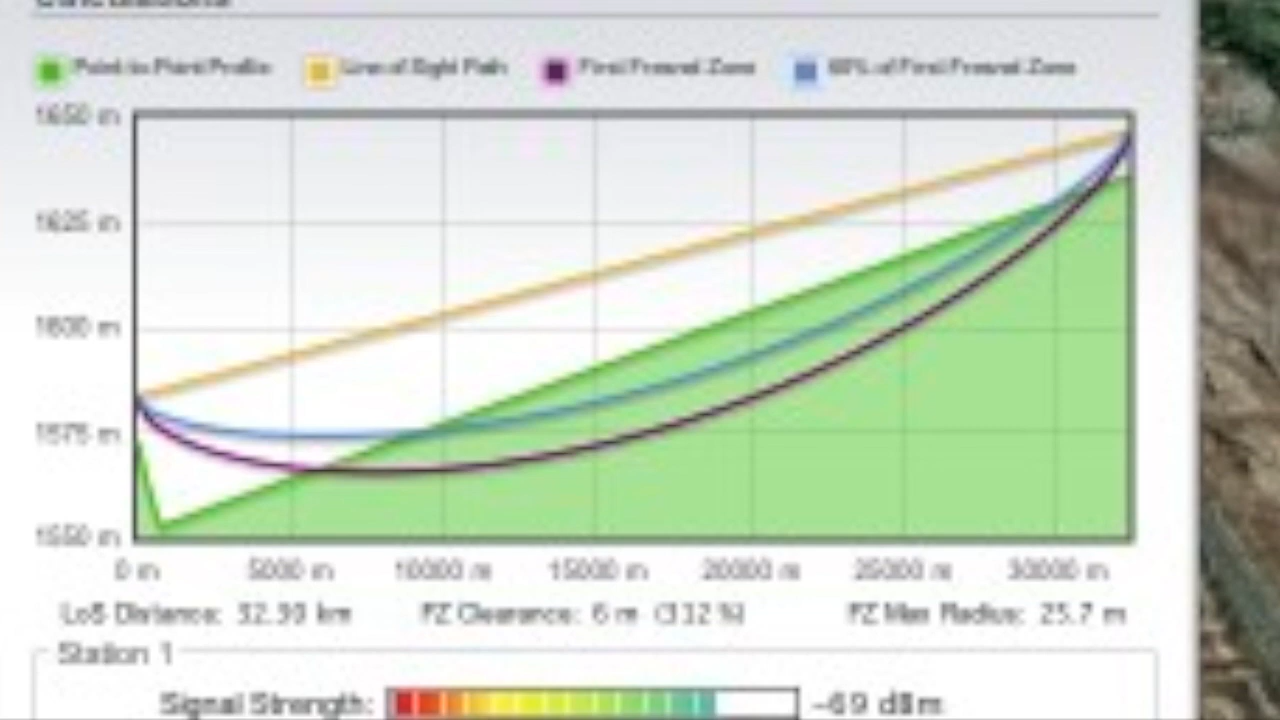 Calculations
Point-to-Point Profile Line of Sight Path First Fresnel Zone 60% of First Fresnel Zone
1650 m
1625 m
1600 m
1575 m
1550 m
0 m 5000 m 10000 m 15000 m 20000 m 25000 m 30000 m
LoS Distance: km FZ Clearance: 6 m FZ Max Radius: 25.7 m
Station 1
Signal Strength: -69 dBm